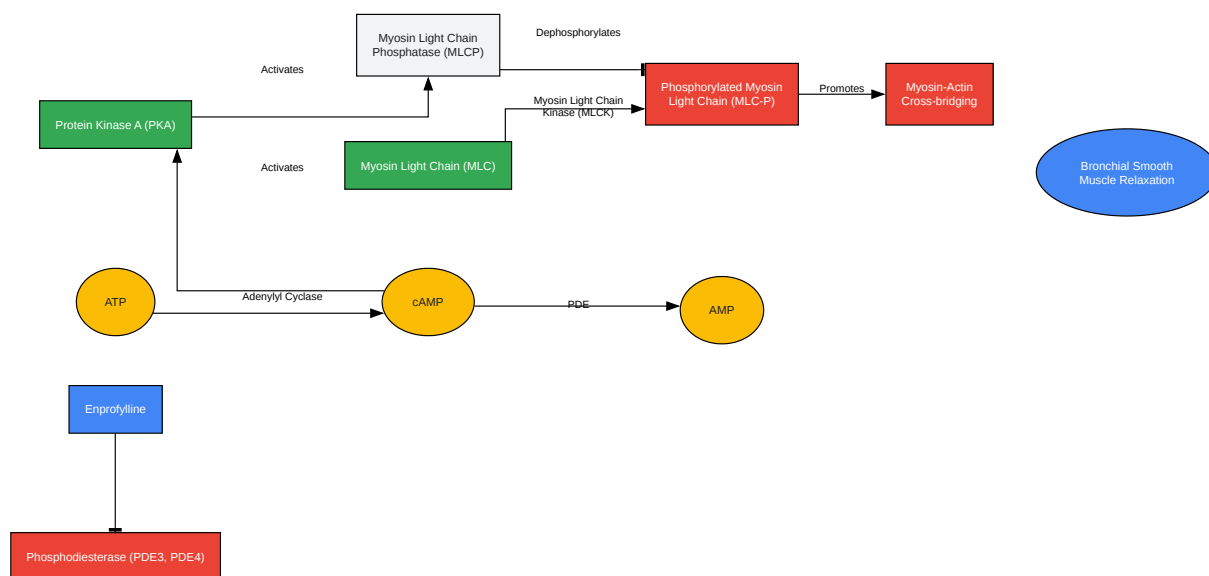 Myosin Light Chain
Phosphatase (MLCP)
Dephosphorylates
Activates
Phosphorylated Myosin
Light Chain (MLC-P)
Promotes
Myosin-Actin
Cross-bridging
Myosin Light Chain
Kinase (MLCK)
Protein Kinase A (PKA)
Activates
Myosin Light Chain (MLC)
Bronchial Smooth
Muscle Relaxation
ATP
Adenylyl Cyclase
cAMP
PDE
AMP
Enprofylline
Phosphodiesterase (PDE3, PDE4)